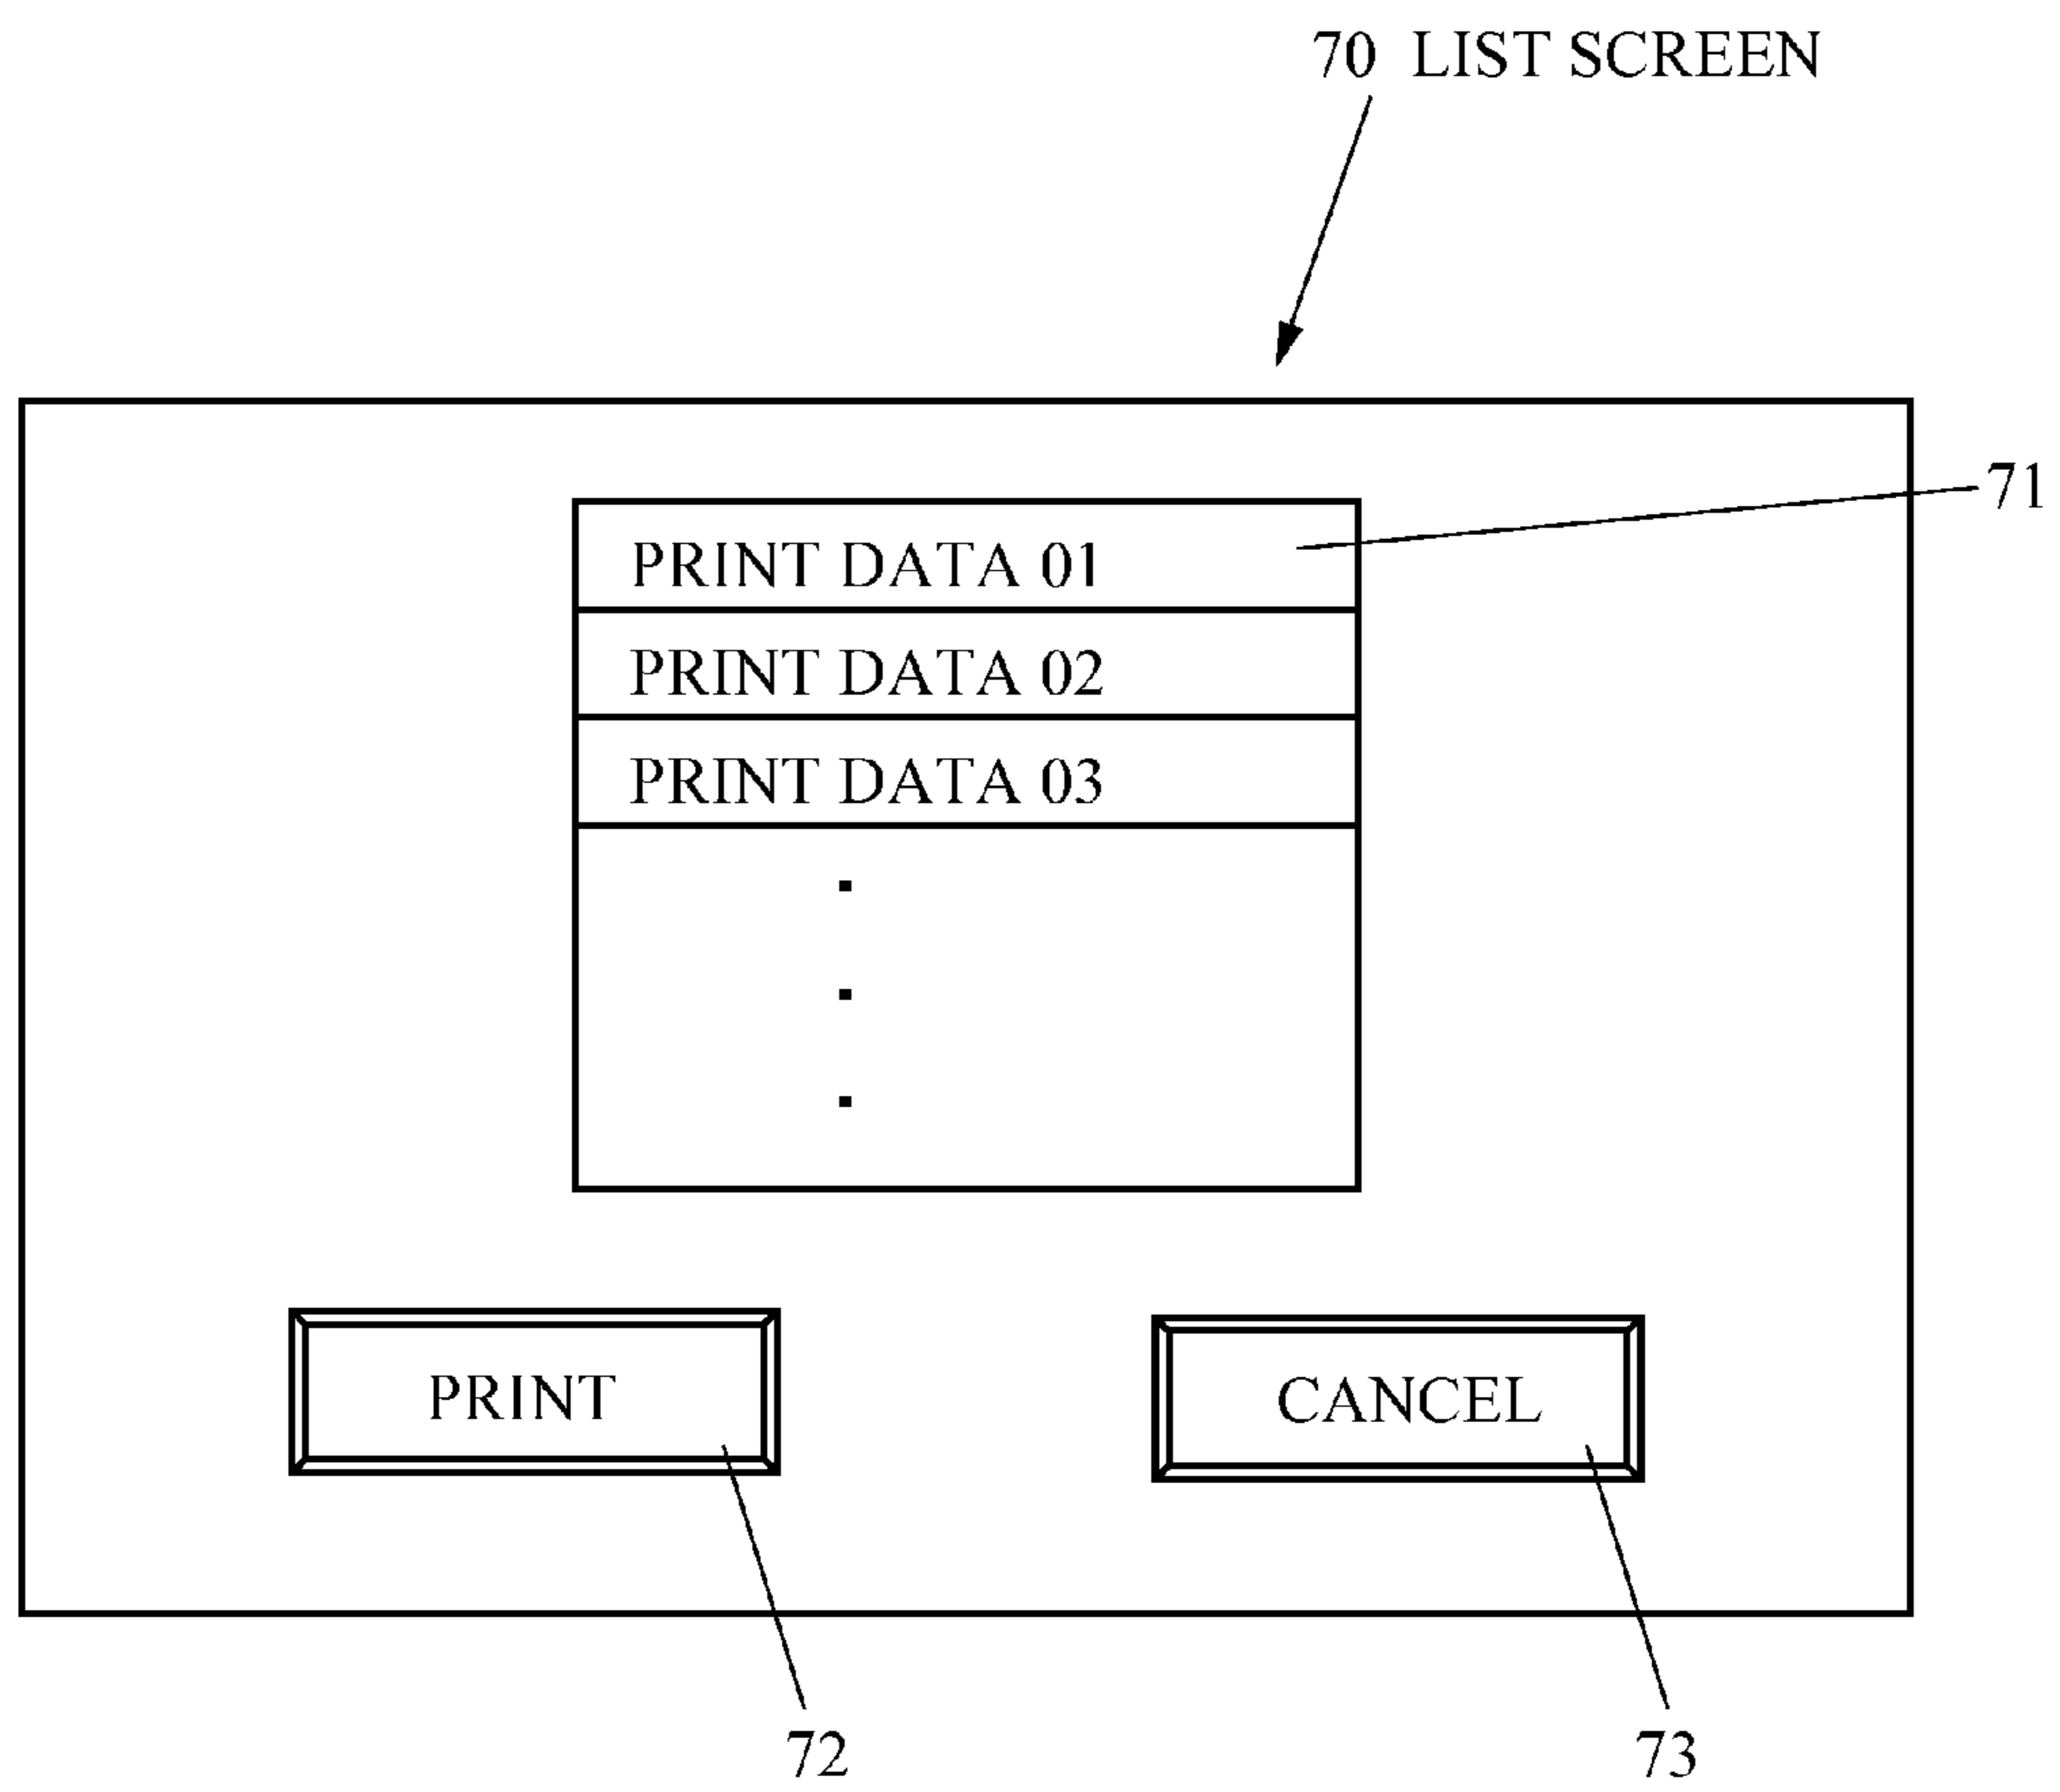 70 LIST SCREEN
71
PRINT DATA 01
PRINT DATA 02
PRINT DATA 03
PRINT
CANCEL
72
73